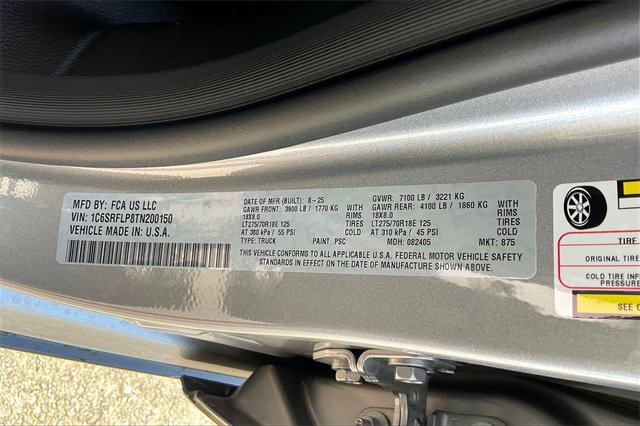 MFD BY: FCA US LLC
VIN: 1C6SRFLP8TN200150
VEHICLE MADE IN: U.S.A.
DATE OF MFR (BUILT): 8-25
GVWR: 7100 LB / 3221 KG
GAWR FRONT: 3900 LB / 1770 KG
GAWR REAR: 4100 LB / 1860 KG
18X8.0 RIMS
18X8.0 RIMS
LT275/70R18E 125 TIRES
LT275/70R18E 125 TIRES
AT 380 kPa / 55 PSI COLD
AT 310 kPa / 45 PSI COLD
TYPE: TRUCK PAINT: PSC MDH: 082405 MKT: 875
THIS VEHICLE CONFORMS TO ALL APPLICABLE U.S.A. FEDERAL MOTOR VEHICLE SAFETY
STANDARDS IN EFFECT ON THE DATE OF MANUFACTURE SHOWN ABOVE.
TIRE
ORIGINAL TIRE
COLD TIRE
PRESSURE
SEE